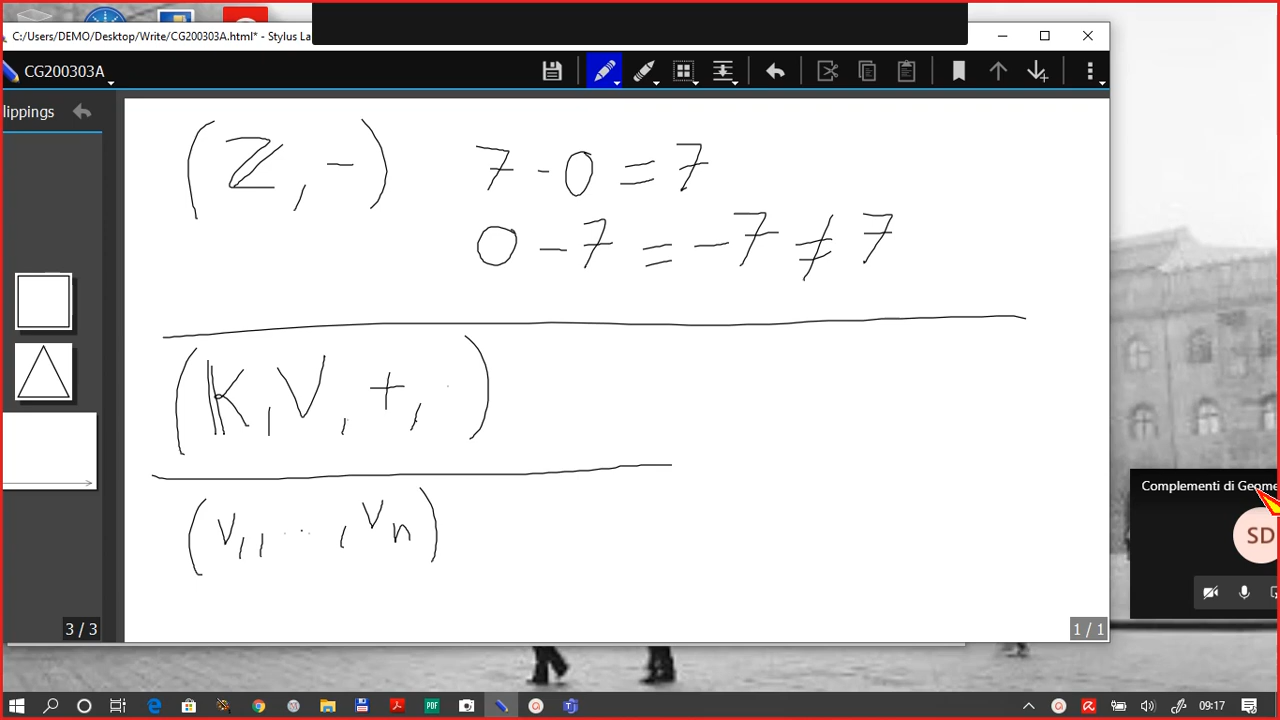 C:/Users/DEMO/Desktop/Write/CG200303A.html* - Stylus La
CG200303A
lippings
(ℤ, -) 7 - 0 = 7
0 - 7 = -7 ≠ 7
(𝕂, V, +, ·)
(v₁, ..., vₙ)
Complementi di Geome
SD
3 / 3
1 / 1
PDF
09:17